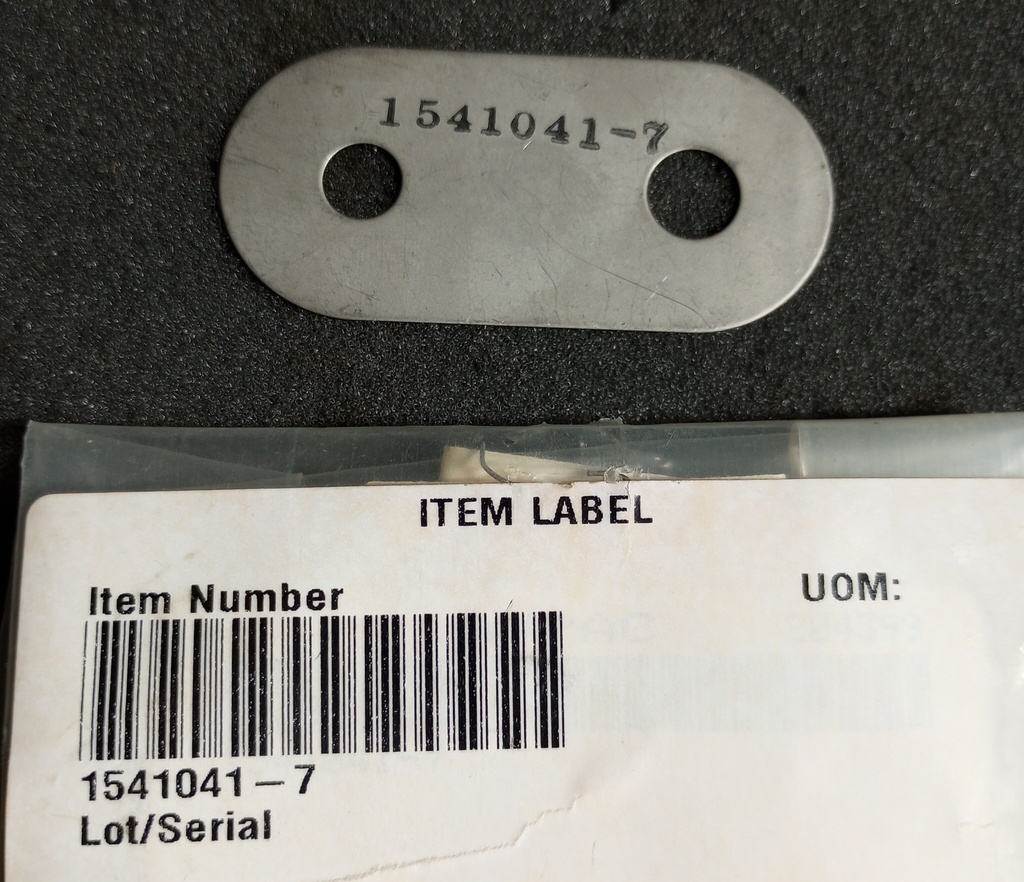 1541041-7
ITEM LABEL
Item Number
UOM:
1541041-7
Lot/Serial